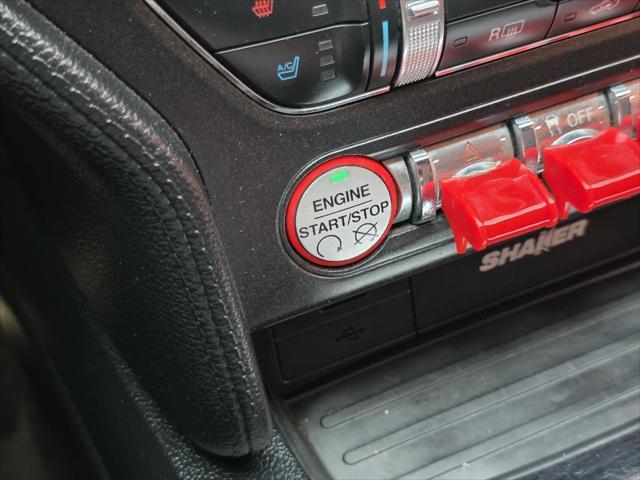 A/C
R
OFF
ENGINE
START/STOP
SHAKER